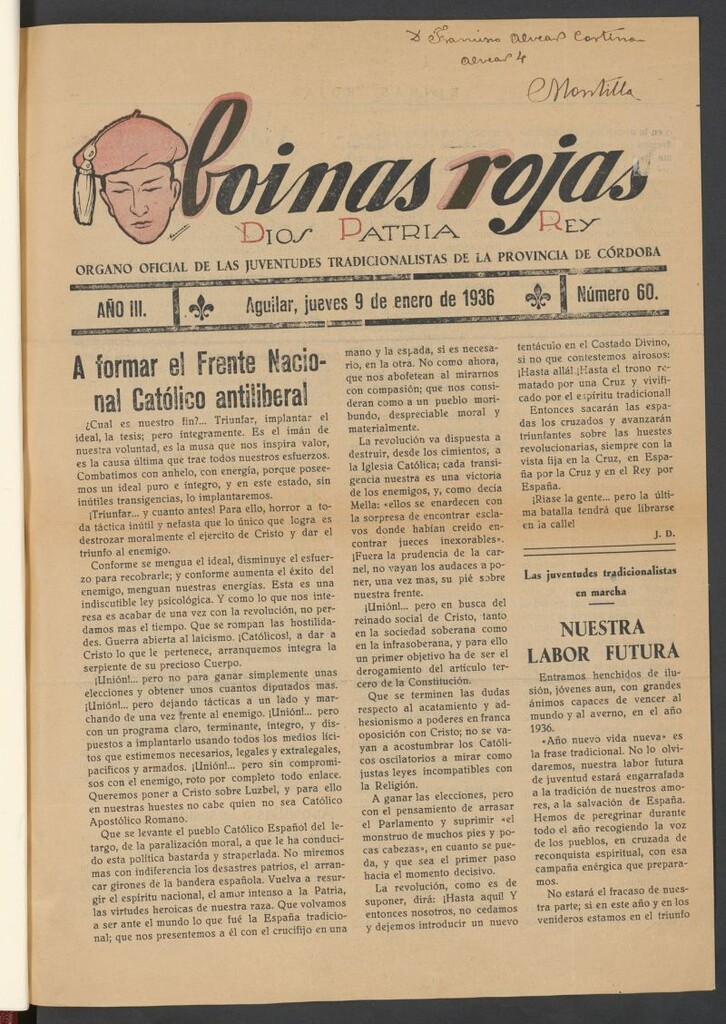 D Francisco Alvear Cortina
Alvear 4
Montilla
boinas rojas
DIOS PATRIA REY
ORGANO OFICIAL DE LAS JUVENTUDES TRADICIONALISTAS DE LA PROVINCIA DE CÓRDOBA
AÑO III.
Aguilar, jueves 9 de enero de 1936
Número 60.
A formar el Frente Nacio-
nal Católico antiliberal
¿Cual es nuestro fin?... Triunfar, implantar el
ideal, la tesis; pero íntegramente. Es el imán de
nuestra voluntad, es la musa que nos inspira valor,
es la causa última que trae todos nuestros esfuerzos.
Combatimos con anhelo, con energía, porque posee-
mos un ideal puro e íntegro, y en este estado, sin
inútiles transigencias, lo implantaremos.
¡Triunfar... y cuanto antes! Para ello, horror a to-
da táctica inútil y nefasta que lo único que logra es
destrozar moralmente el ejercito de Cristo y dar el
triunfo al enemigo.
Conforme se mengua el ideal, disminuye el esfuer-
zo para recobrarle; y conforme aumenta el éxito del
enemigo, menguan nuestras energías. Esta es una
indiscutible ley psicológica. Y como lo que nos inte-
resa es acabar de una vez con la revolución, no per-
damos mas el tiempo. Que se rompan las hostilida-
des. Guerra abierta al laicismo. ¡Católicos!, a dar a
Cristo lo que le pertenece, arranquemos integra la
serpiente de su precioso Cuerpo.
¡Unión!... pero no para ganar simplemente unas
elecciones y obtener unos cuantos diputados mas.
¡Unión!... pero dejando tácticas a un lado y mar-
chando de una vez frente al enemigo. ¡Unión!... pero
con un programa claro, terminante, íntegro, y dis-
puestos a implantarlo usando todos los medios líci-
tos que estimemos necesarios, legales y extralegales,
pacificos y armados. ¡Unión!... pero sin compromi-
sos con el enemigo, roto por completo todo enlace.
Queremos poner a Cristo sobre Luzbel, y para ello
en nuestras huestes no cabe quien no sea Católico
Apostólico Romano.
Que se levante el pueblo Católico Español del le-
targo, de la paralización moral, a que le ha conduci-
do esta política bastarda y straperlada. No miremos
mas con indiferencia los desastres patrios, el arran-
car girones de la bandera española. Vuelva a resur-
gir el espíritu nacional, el amor intenso a la Patria,
las virtudes heroicas de nuestra raza. Que volvamos
a ser ante el mundo lo que fué la España tradicio-
nal; que nos presentemos a él con el crucifijo en una
mano y la espada, si es necesa-
rio, en la otra. No como ahora,
que nos abofetean al mirarnos
con compasión; que nos consi-
deran como a un pueblo mori-
bundo, despreciable moral y
materialmente.
La revolución va dispuesta a
destruir, desde los cimientos, a
la Iglesia Católica; cada transi-
gencia nuestra es una victoria
de los enemigos, y, como decía
Mella: «ellos se enardecen con
la sorpresa de encontrar escla-
vos donde habían creído en-
contrar jueces inexorables».
¡Fuera la prudencia de la car-
ne!, no vayan los audaces a po-
ner, una vez mas, su pié sobre
nuestra frente.
¡Unión!... pero en busca del
reinado social de Cristo, tanto
en la sociedad soberana como
en la infrasoberana, y para ello
un primer objetivo ha de ser el
derogamiento del artículo ter-
cero de la Constitución.
Que se terminen las dudas
respecto al acatamiento y ad-
hesionismo a poderes en franca
oposición con Cristo; no se va-
yan a acostumbrar los Católi-
cos oscilatorios a mirar como
justas leyes incompatibles con
la Religión.
A ganar las elecciones, pero
con el pensamiento de arrasar
el Parlamento y suprimir «el
monstruo de muchos pies y po-
cas cabezas», en cuanto se pue-
da, y que sea el primer paso
hacia el momento decisivo.
La revolución, como es de
suponer, dirá: ¡Hasta aquí! Y
entonces nosotros, no cedamos
y dejemos introducir un nuevo
tentáculo en el Costado Divino,
si no que contestemos airosos:
¡Hasta allá! ¡Hasta el trono re-
matado por una Cruz y vivifi-
cado por el espíritu tradicional!
Entonces sacarán las espa-
das los cruzados y avanzarán
triunfantes sobre las huestes
revolucionarias, siempre con la
vista fija en la Cruz, en Espa-
ña por la Cruz y en el Rey por
España.
¡Ríase la gente... pero la úl-
tima batalla tendrá que librarse
en la calle!
J. D.
Las juventudes tradicionalistas
en marcha
NUESTRA
LABOR FUTURA
Entramos henchidos de ilu-
sión, jóvenes aun, con grandes
ánimos capaces de vencer al
mundo y al averno, en el año
1936.
«Año nuevo vida nueva» es
la frase tradicional. No lo olvi-
daremos, nuestra labor futura
de juventud estará engarrafada
a la tradición de nuestros amo-
res, a la salvación de España.
Hemos de peregrinar durante
todo el año recogiendo la voz
de los pueblos, en cruzada de
reconquista espiritual, con esa
campaña enérgica que prepara-
mos.
No estará el fracaso de nues-
tra parte; si en este año y en los
venideros estamos en el triunfo